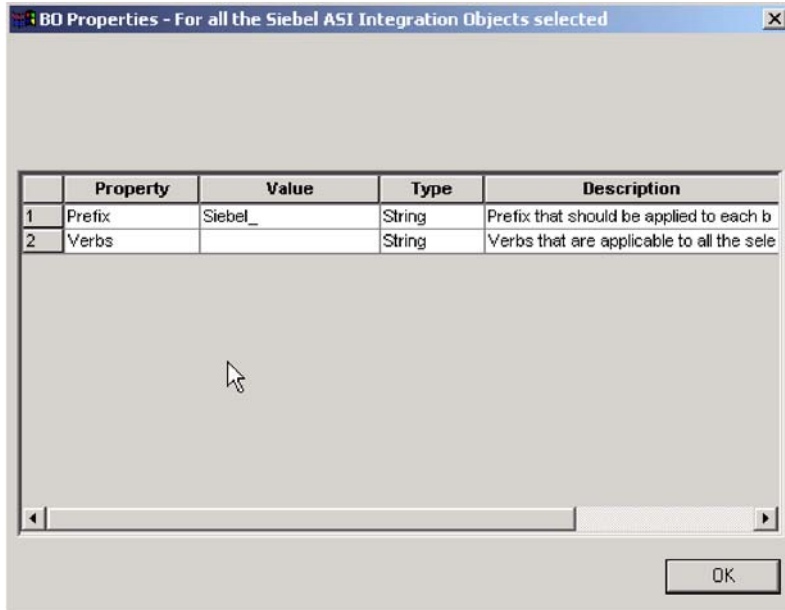 BO Properties - For all the Siebel ASI Integration Objects selected
Property Value Type Description
1 Prefix Siebel_ String Prefix that should be applied to each b
2 Verbs String Verbs that are applicable to all the sele
OK